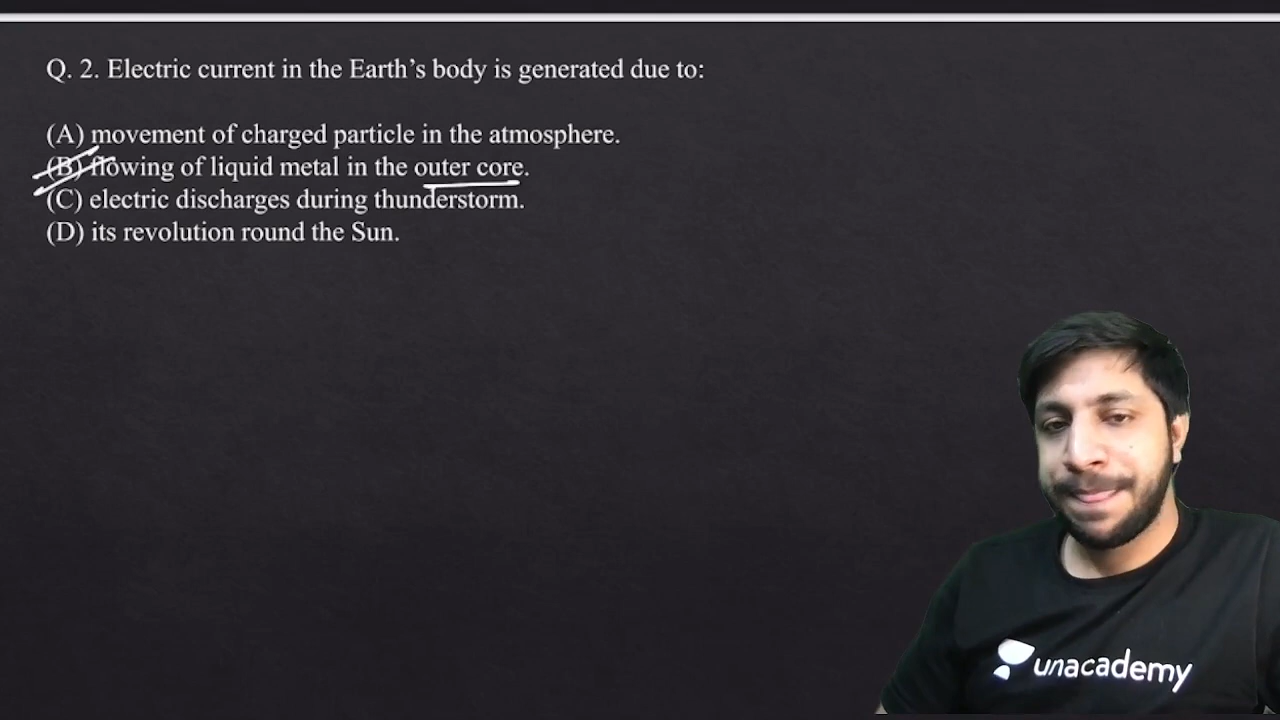 Q. 2. Electric current in the Earth’s body is generated due to:
(A) movement of charged particle in the atmosphere.
(B) flowing of liquid metal in the outer core.
(C) electric discharges during thunderstorm.
(D) its revolution round the Sun.
unacademy